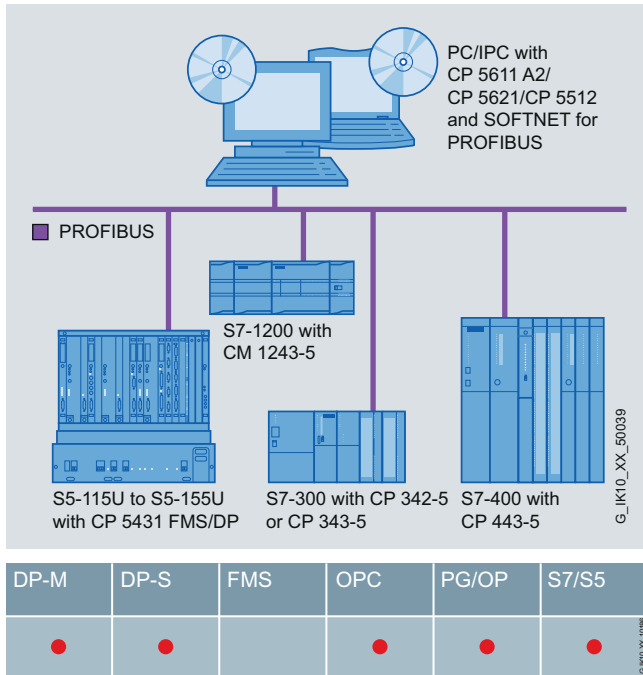 PC/IPC with
CP 5611 A2/
CP 5621/CP 5512
and SOFTNET for
PROFIBUS
PROFIBUS
S7-1200 with
CM 1243-5
S5-115U to S5-155U
with CP 5431 FMS/DP
S7-300 with CP 342-5
or CP 343-5
S7-400 with
CP 443-5
G_IK10_XX_50039
DP-M DP-S FMS OPC PG/OP S7/S5